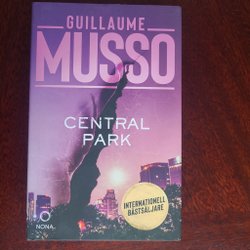 GUILLAUME
MUSSO
CENTRAL
PARK
INTERNATIONELL
BÄSTSÄLJARE
NONA